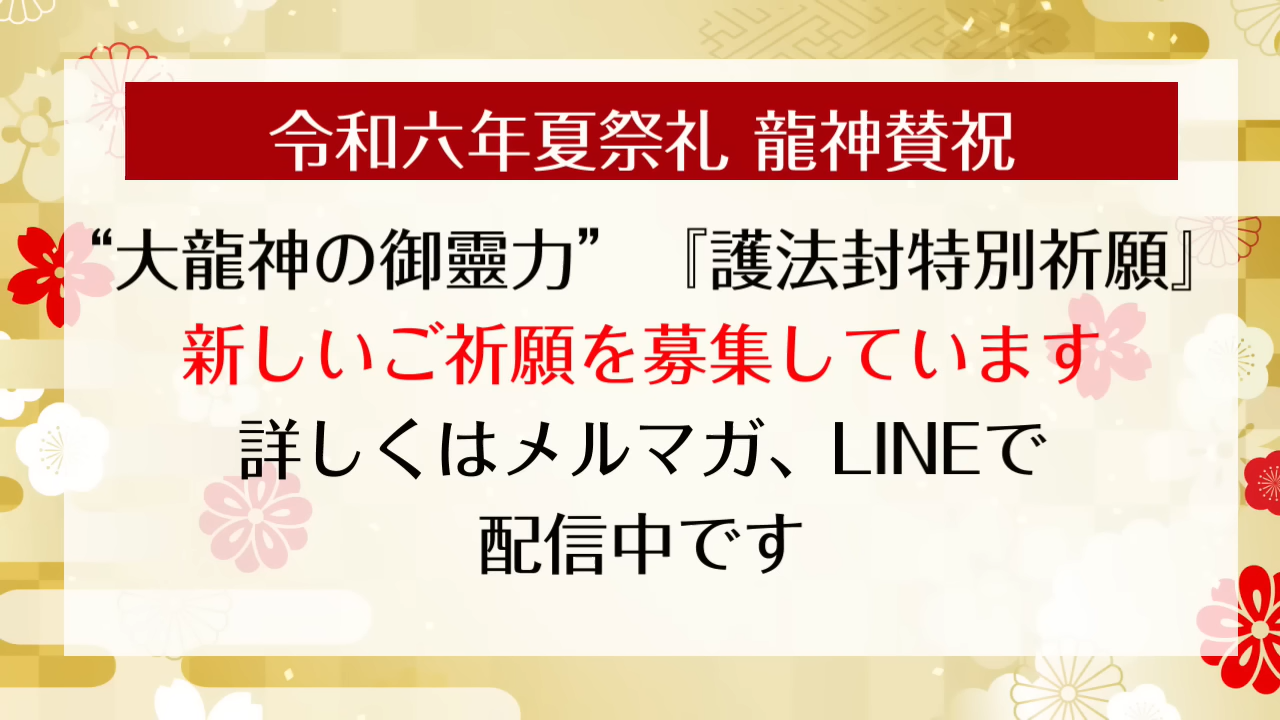 令和六年夏祭礼 龍神賛祝
“大龍神の御靈力” 『護法封特別祈願』
新しいご祈願を募集しています
詳しくはメルマガ、LINEで
配信中です